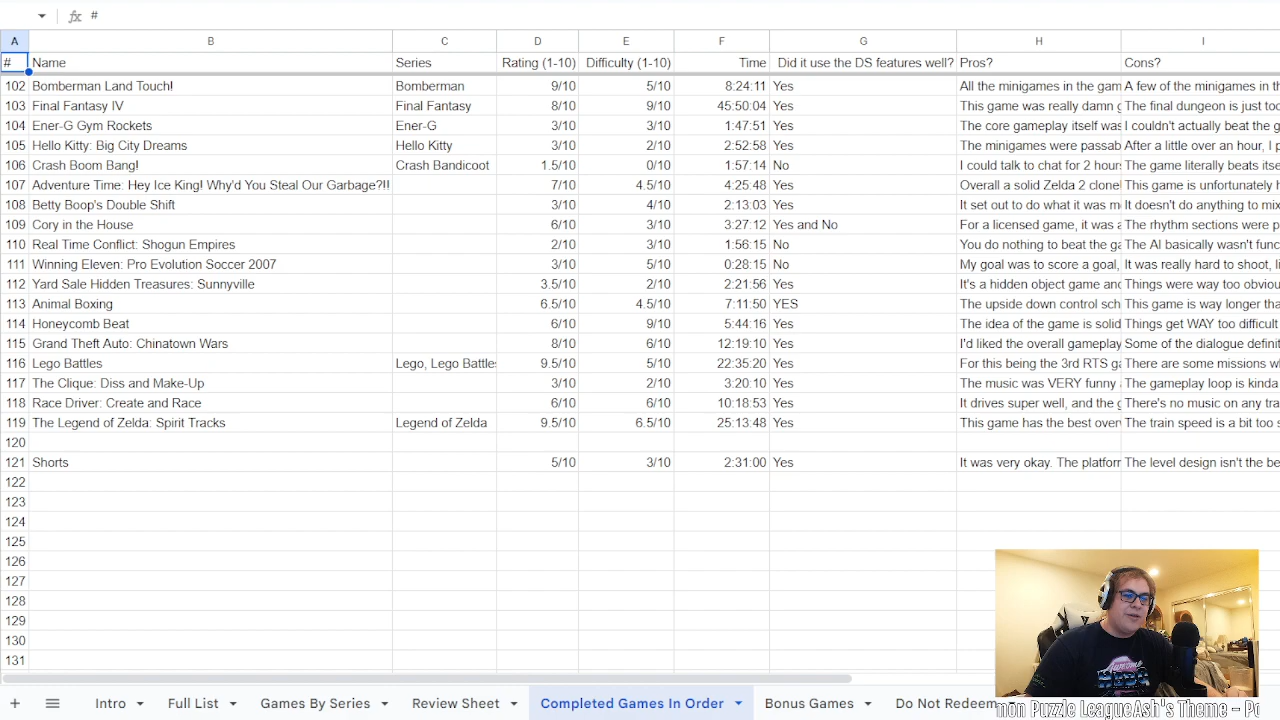 fx #
A B C D E F G H I
# Name Series Rating (1-10) Difficulty (1-10) Time Did it use the DS features well? Pros? Cons?
102 Bomberman Land Touch! Bomberman 9/10 5/10 8:24:11 Yes All the minigames in the gam A few of the minigames in th
103 Final Fantasy IV Final Fantasy 8/10 9/10 45:50:04 Yes This game was really damn g The final dungeon is just too
104 Ener-G Gym Rockets Ener-G 3/10 3/10 1:47:51 Yes The core gameplay itself was I couldn't actually beat the g
105 Hello Kitty: Big City Dreams Hello Kitty 3/10 2/10 2:52:58 Yes The minigames were passab After a little over an hour, I p
106 Crash Boom Bang! Crash Bandicoot 1.5/10 0/10 1:57:14 No I could talk to chat for 2 hours The game literally beats itse
107 Adventure Time: Hey Ice King! Why'd You Steal Our Garbage?!! 7/10 4.5/10 4:25:48 Yes Overall a solid Zelda 2 clone This game is unfortunately h
108 Betty Boop's Double Shift 3/10 4/10 2:13:03 Yes It set out to do what it was m It doesn't do anything to mix
109 Cory in the House 6/10 3/10 3:27:12 Yes and No For a licensed game, it was a The rhythm sections were p
110 Real Time Conflict: Shogun Empires 2/10 3/10 1:56:15 No You do nothing to beat the ga The AI basically wasn't func
111 Winning Eleven: Pro Evolution Soccer 2007 3/10 5/10 0:28:15 No My goal was to score a goal, It was really hard to shoot, li
112 Yard Sale Hidden Treasures: Sunnyville 3.5/10 2/10 2:21:56 Yes It's a hidden object game and Things were way too obviou
113 Animal Boxing 6.5/10 4.5/10 7:11:50 YES The upside down control sch This game is way longer tha
114 Honeycomb Beat 6/10 9/10 5:44:16 Yes The idea of the game is solid Things get WAY too difficult
115 Grand Theft Auto: Chinatown Wars 8/10 6/10 12:19:10 Yes I'd liked the overall gameplay Some of the dialogue definit
116 Lego Battles Lego, Lego Battles 9.5/10 5/10 22:35:20 Yes For this being the 3rd RTS ga There are some missions w
117 The Clique: Diss and Make-Up 3/10 2/10 3:20:10 Yes The music was VERY funny The gameplay loop is kinda
118 Race Driver: Create and Race 6/10 6/10 10:18:53 Yes It drives super well, and the g There's no music on any tra
119 The Legend of Zelda: Spirit Tracks Legend of Zelda 9.5/10 6.5/10 25:13:48 Yes This game has the best over The train speed is a bit too s
120
121 Shorts 5/10 3/10 2:31:00 Yes It was very okay. The platforn The level design isn't the be
122
123
124
125
126
127
128
129
130
131
Intro Full List Games By Series Review Sheet Completed Games In Order Bonus Games Do Not Redeem
mon Puzzle League Ash's Theme – Po